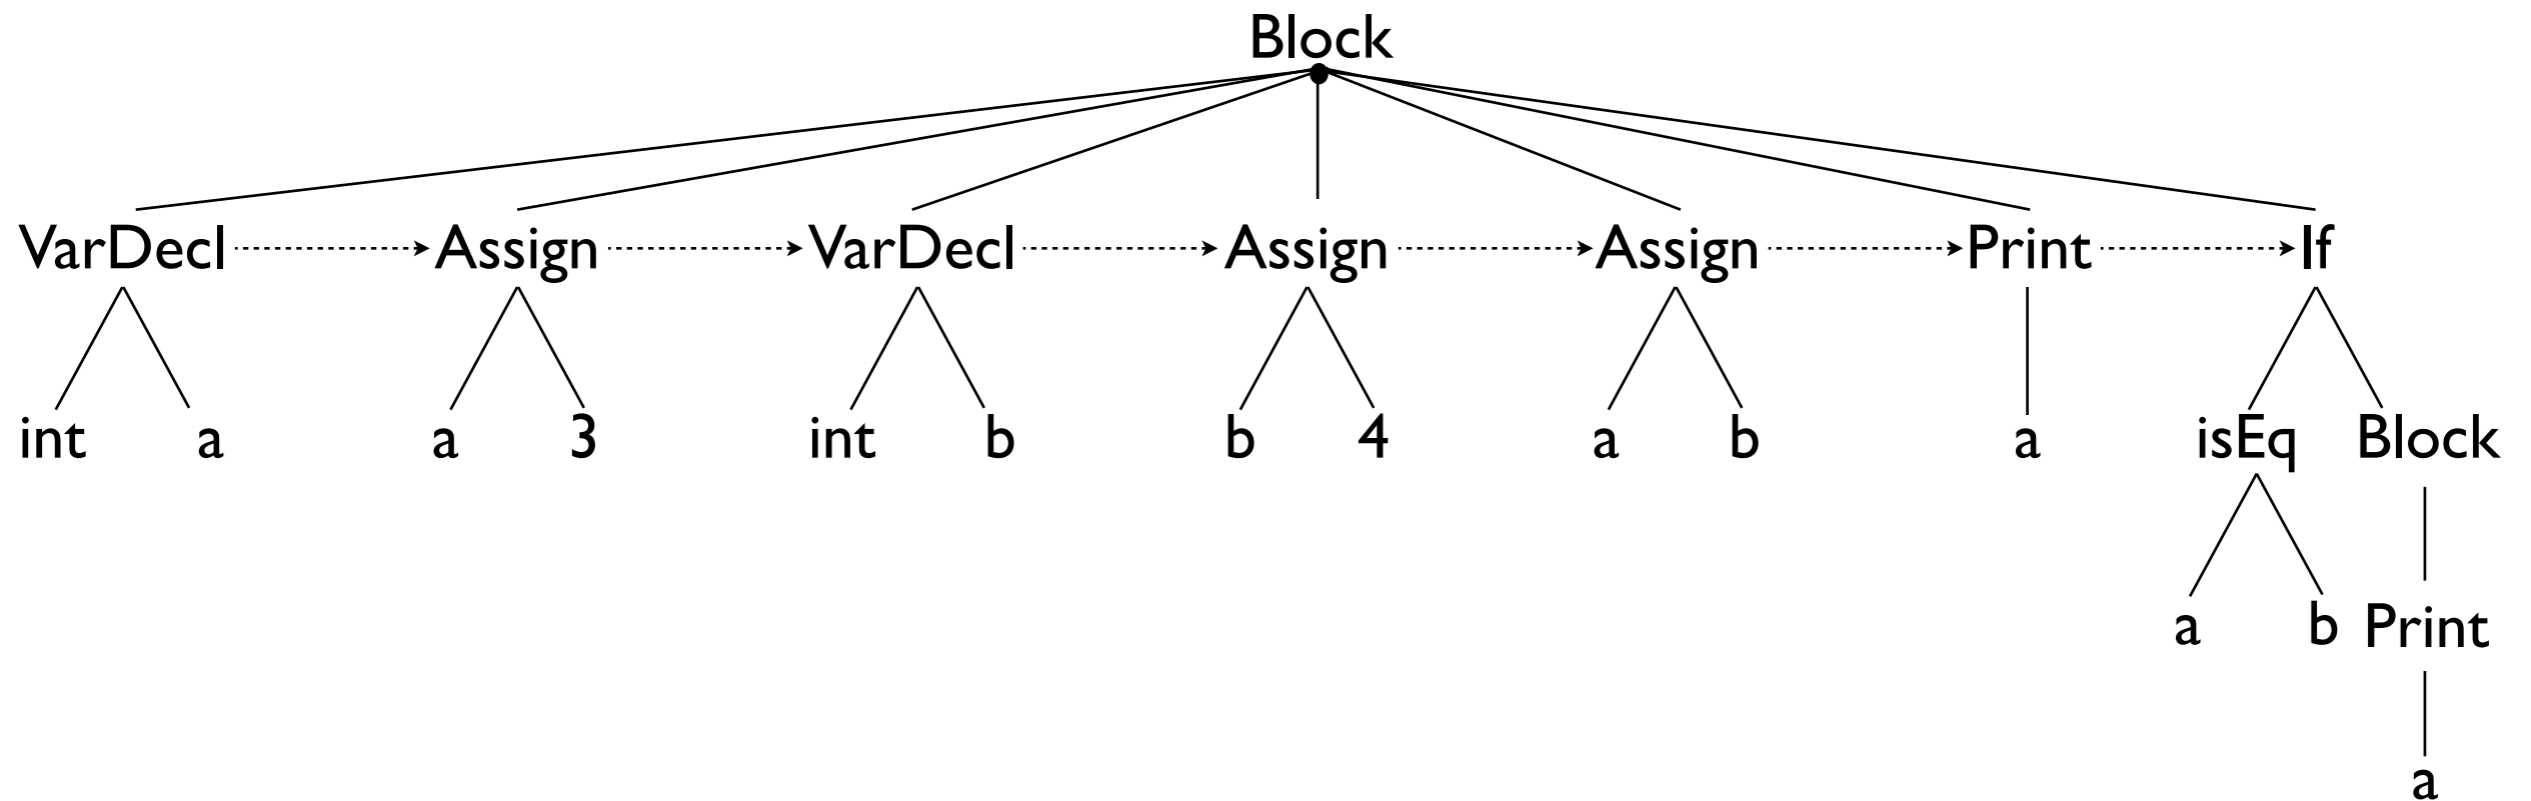 Block
VarDecl Assign VarDecl Assign Assign Print If
int a a 3 int b b 4 a b a isEq Block
a b Print
a